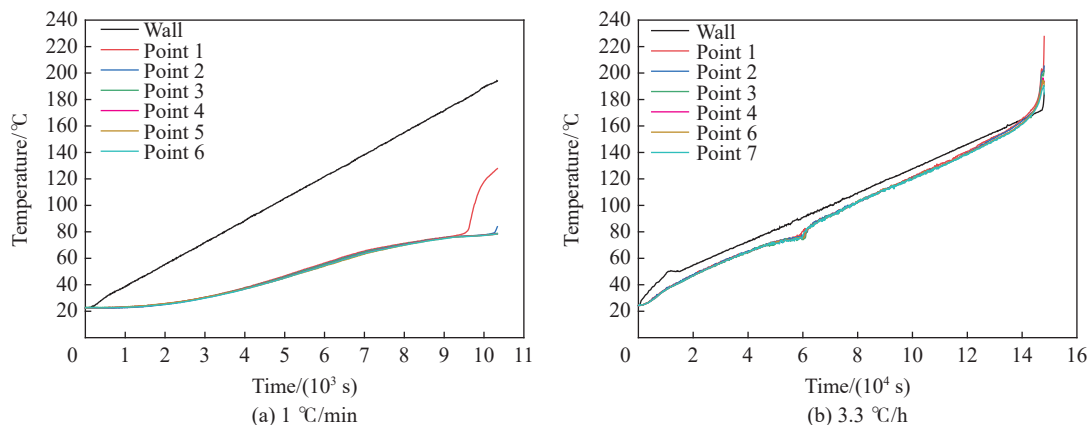 240
220
200
180
160
140
120
100
80
60
40
20
Temperature/℃
Wall
Point 1
Point 2
Point 3
Point 4
Point 5
Point 6
0 1 2 3 4 5 6 7 8 9 10 11
Time/(10³ s)
(a) 1 ℃/min
240
220
200
180
160
140
120
100
80
60
40
20
Temperature/℃
Wall
Point 1
Point 2
Point 3
Point 4
Point 6
Point 7
0 2 4 6 8 10 12 14 16
Time/(10⁴ s)
(b) 3.3 ℃/h